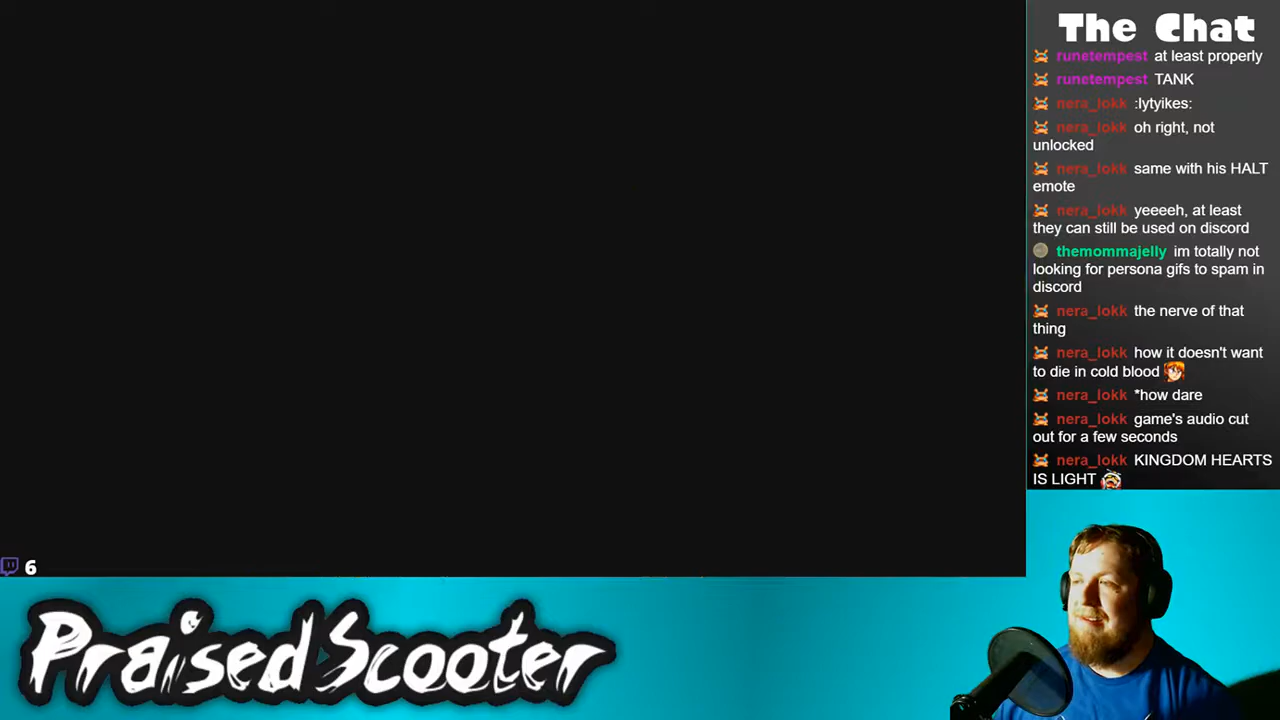 The Chat
runetempest at least properly
runetempest TANK
nera_lokk :lytyikes:
nera_lokk oh right, not
unlocked
nera_lokk same with his HALT
emote
nera_lokk yeeeeh, at least
they can still be used on discord
themommajelly im totally not
looking for persona gifs to spam in
discord
nera_lokk the nerve of that
thing
nera_lokk how it doesn't want
to die in cold blood
nera_lokk *how dare
nera_lokk game's audio cut
out for a few seconds
nera_lokk KINGDOM HEARTS
IS LIGHT
6
PraisedScooter